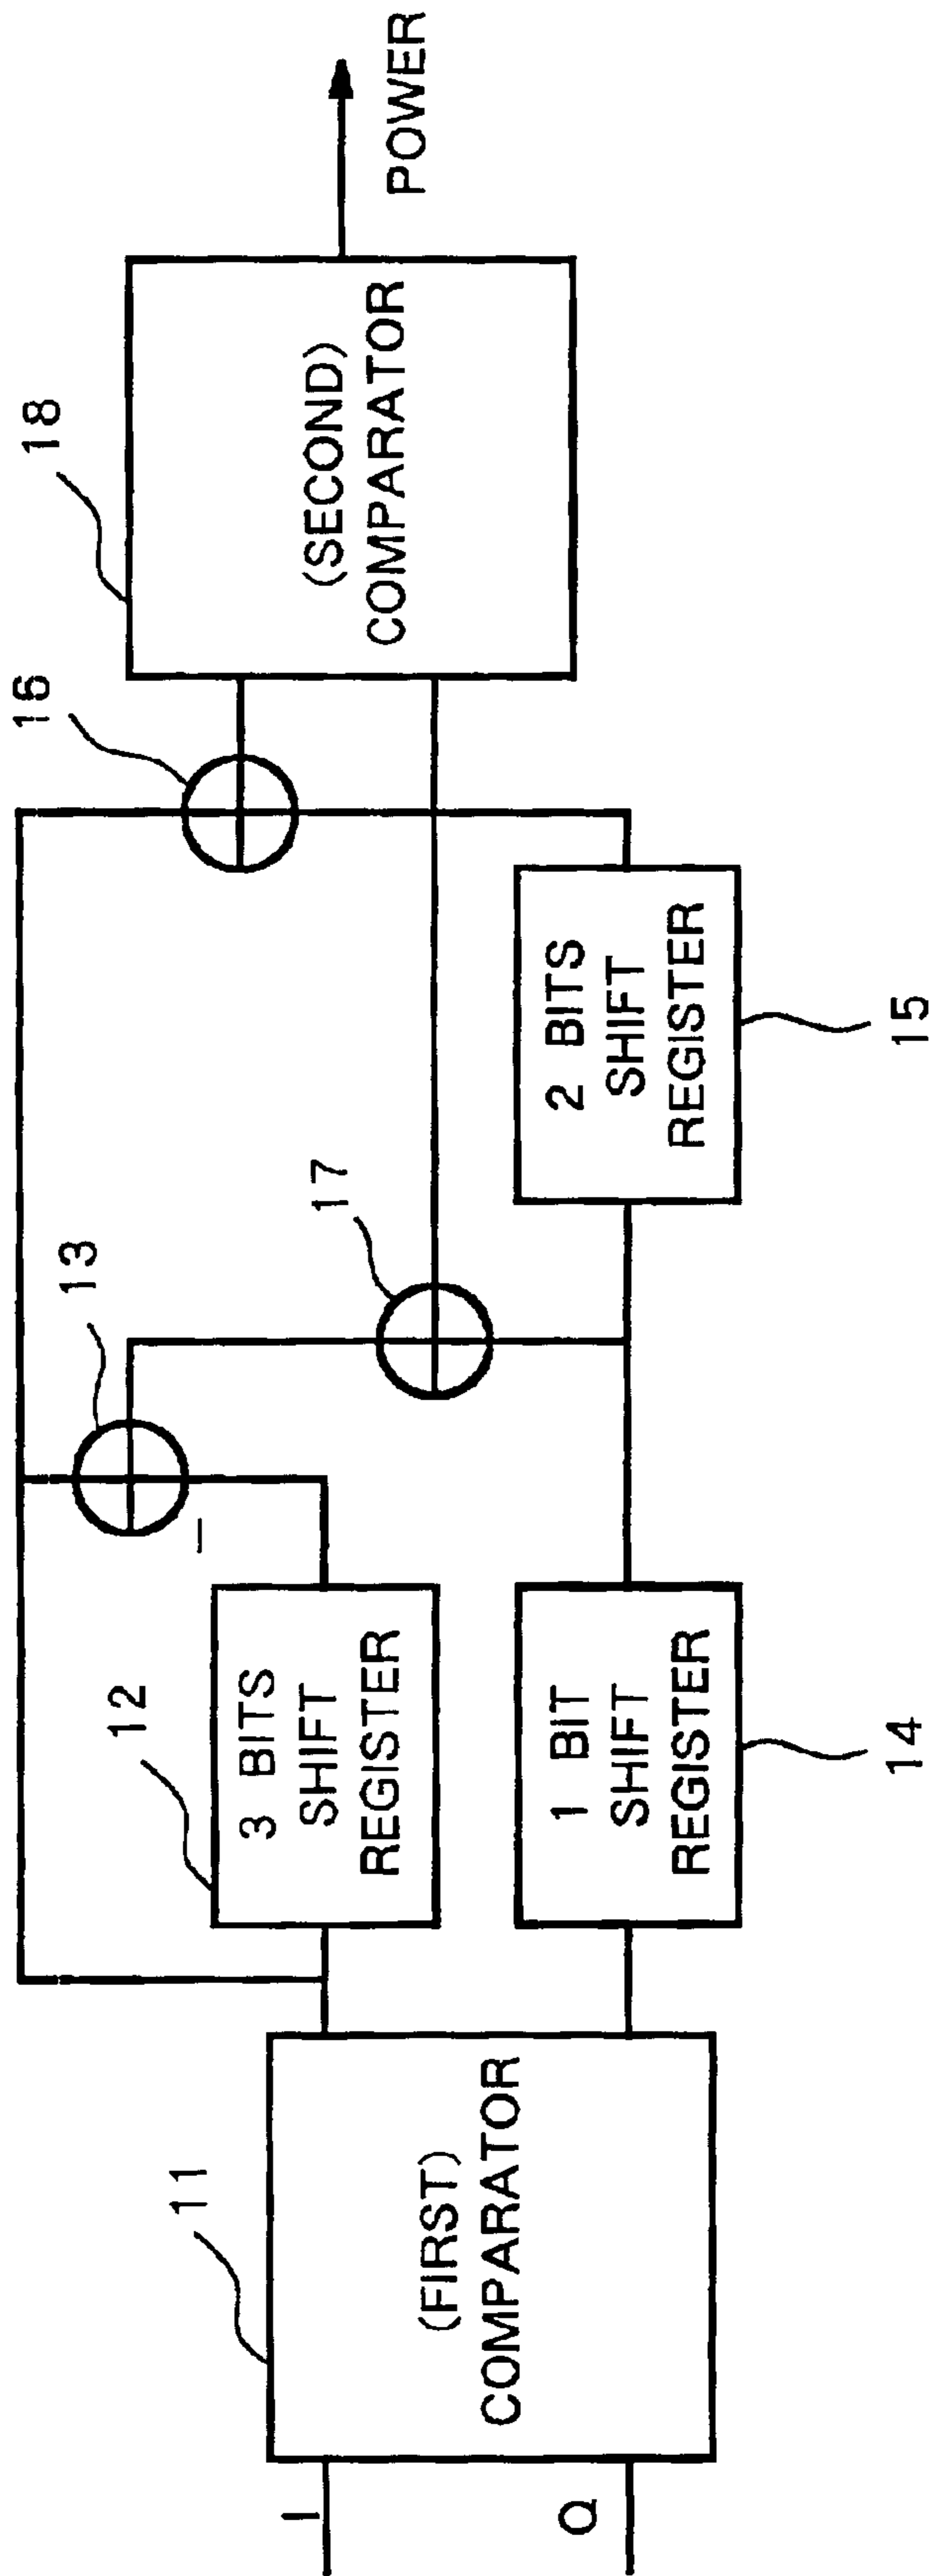 I
Q
11
(FIRST)
COMPARATOR
12
3 BITS
SHIFT
REGISTER
13
−
14
1 BIT
SHIFT
REGISTER
17
15
2 BITS
SHIFT
REGISTER
16
18
(SECOND)
COMPARATOR
POWER